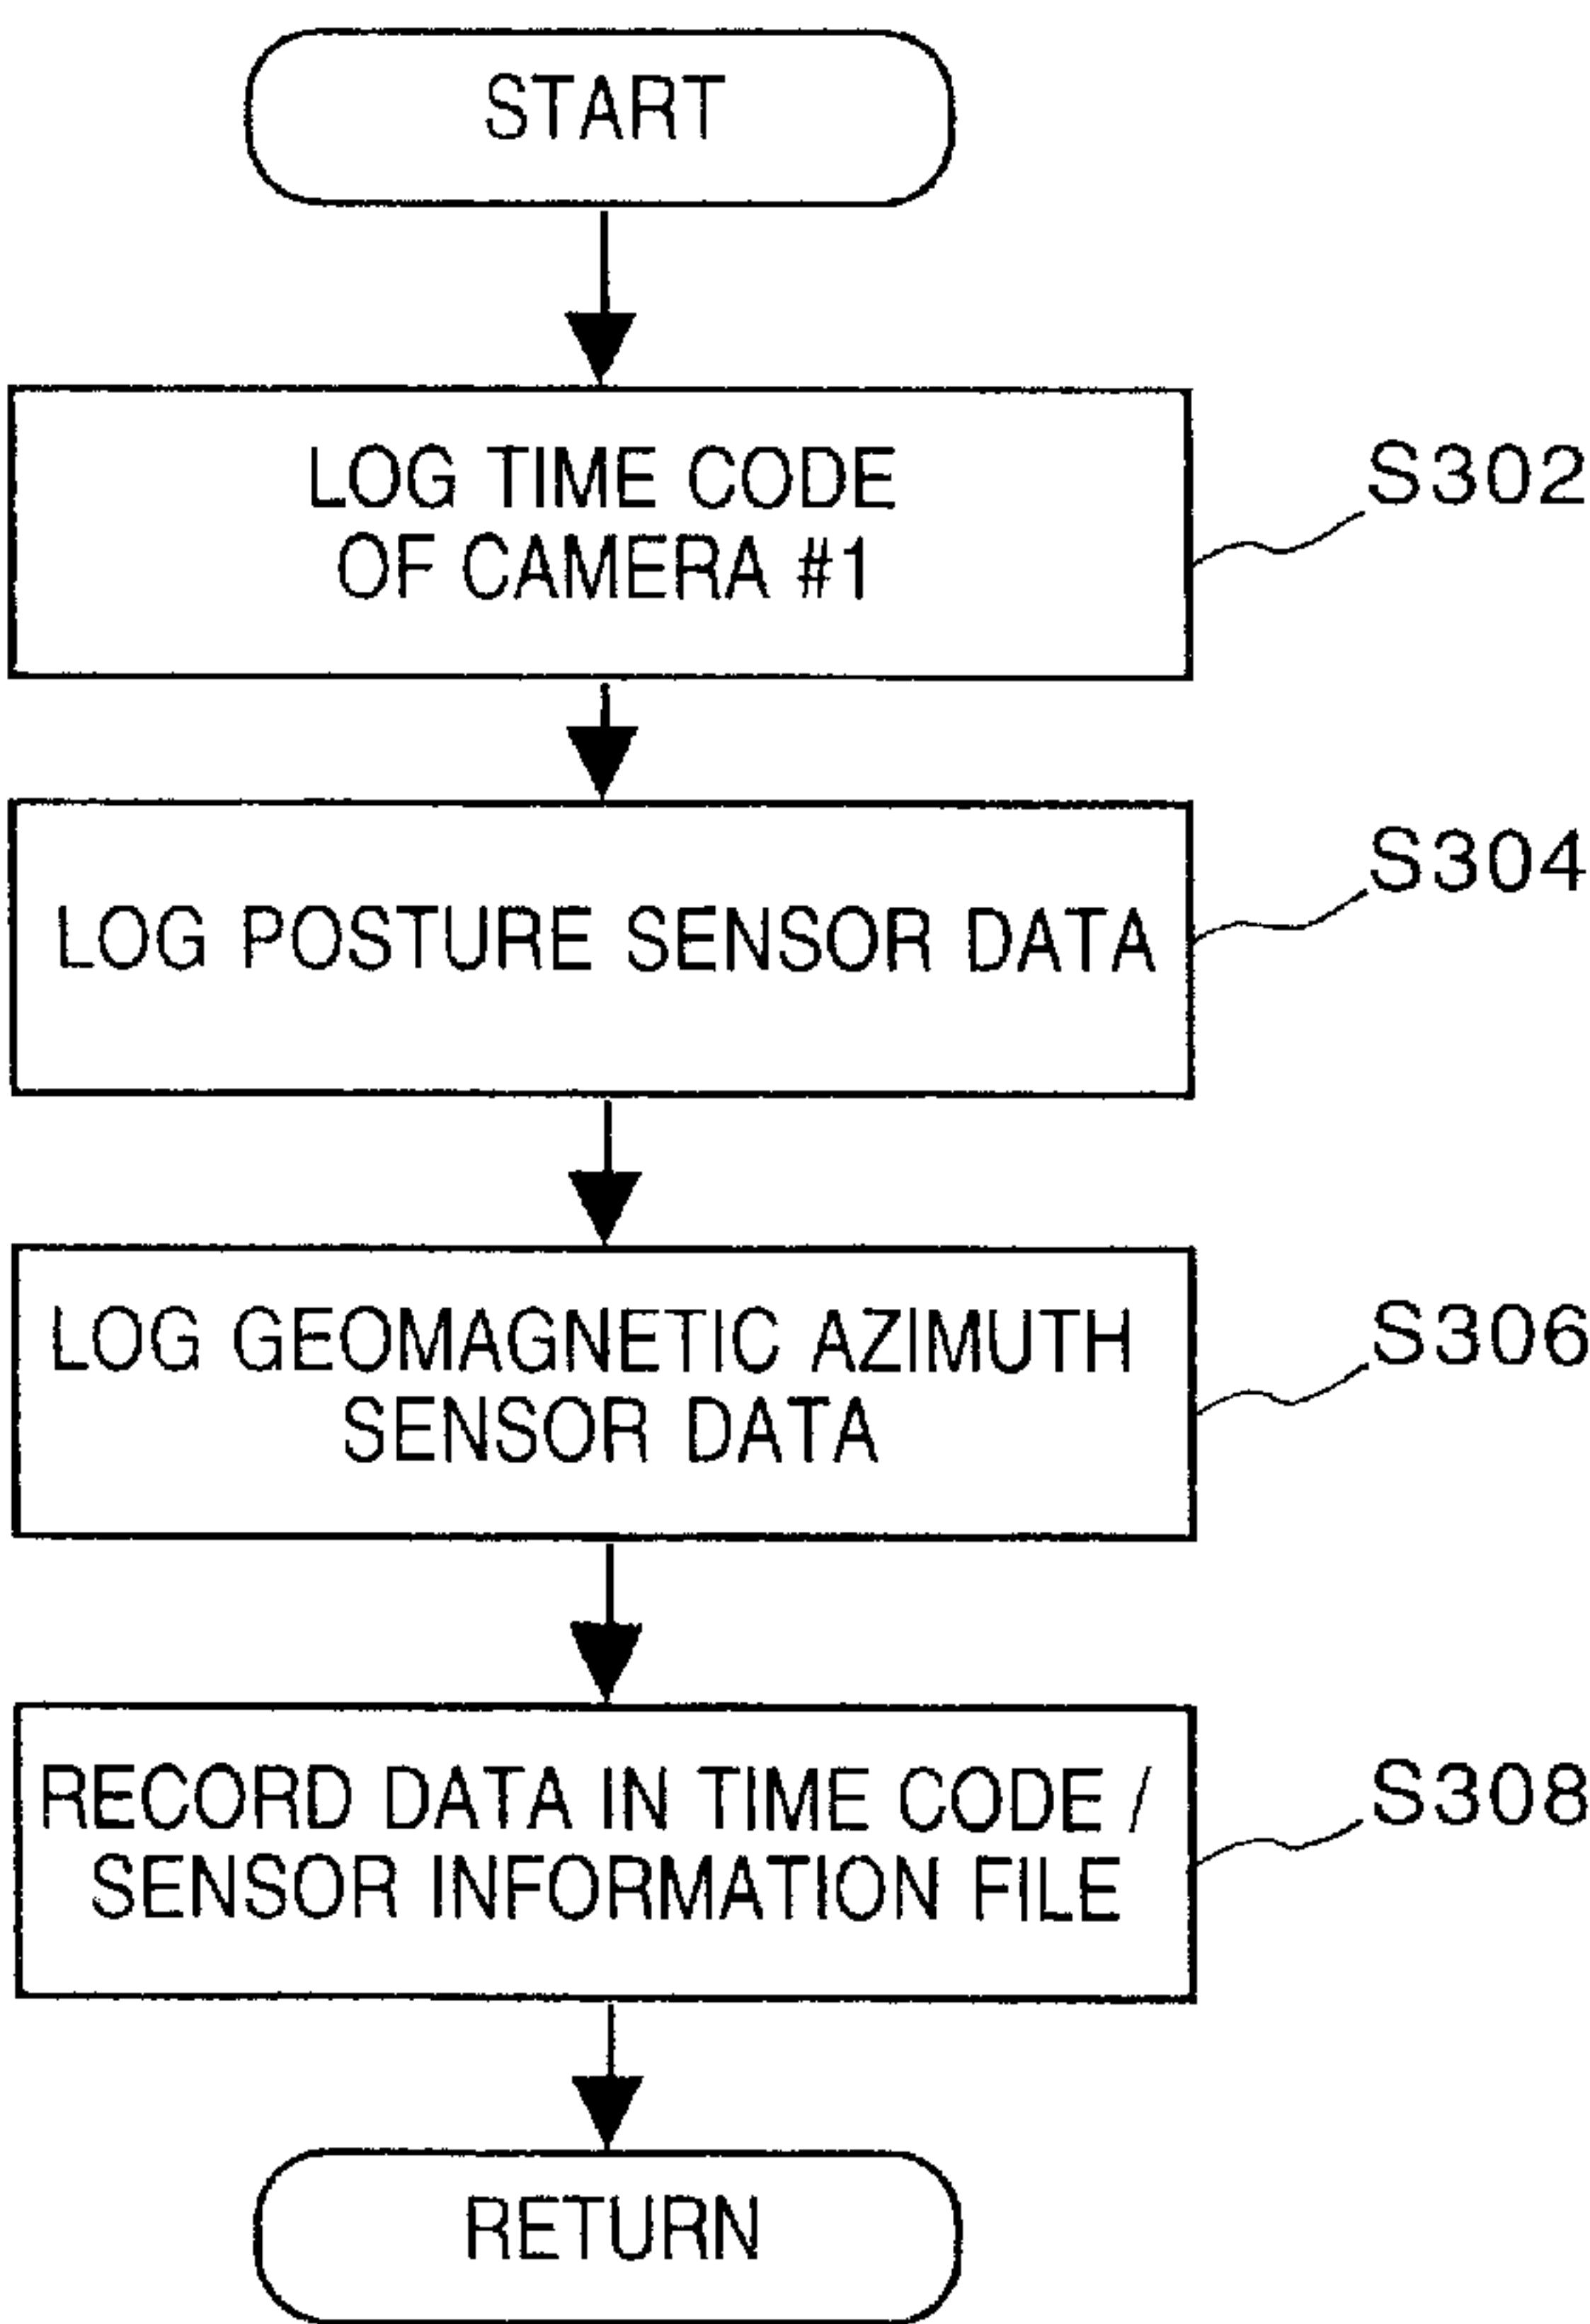 START
LOG TIME CODE
OF CAMERA #1
S302
LOG POSTURE SENSOR DATA
S304
LOG GEOMAGNETIC AZIMUTH
SENSOR DATA
S306
RECORD DATA IN TIME CODE /
SENSOR INFORMATION FILE
S308
RETURN